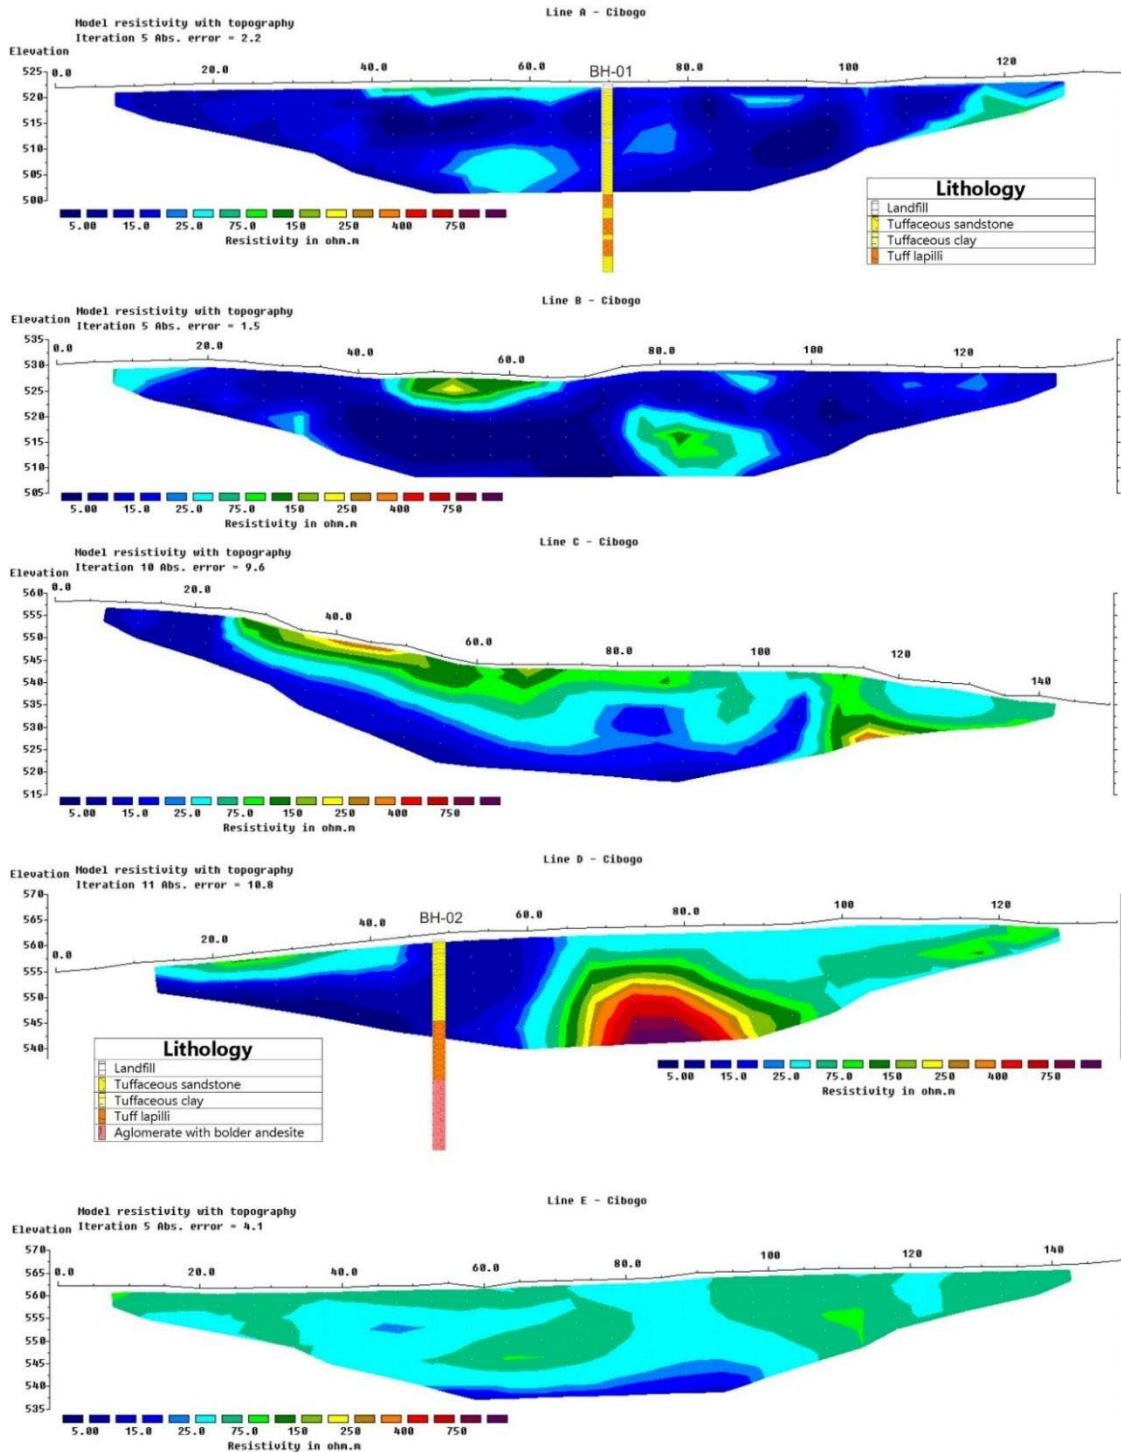 Line A - Cibogo
Model resistivity with topography
Iteration 5 Abs. error = 2.2
Elevation
0.0 20.0 40.0 60.0 BH-01 80.0 100 120
525
520
515
510
505
500
5.00 15.0 25.0 75.0 150 250 400 750
Resistivity in ohm.m
Lithology
Landfill
Tuffaceous sandstone
Tuffaceous clay
Tuff lapilli
Line B - Cibogo
Model resistivity with topography
Iteration 5 Abs. error = 1.5
Elevation
0.0 20.0 40.0 60.0 80.0 100 120
535
530
525
520
515
510
505
5.00 15.0 25.0 75.0 150 250 400 750
Resistivity in ohm.m
Line C - Cibogo
Model resistivity with topography
Iteration 10 Abs. error = 9.6
Elevation
0.0 20.0 40.0 60.0 80.0 100 120 140
560
555
550
545
540
535
530
525
520
515
5.00 15.0 25.0 75.0 150 250 400 750
Resistivity in ohm.m
Line D - Cibogo
Model resistivity with topography
Iteration 11 Abs. error = 10.8
Elevation
0.0 20.0 40.0 BH-02 60.0 80.0 100 120
570
565
560
555
550
545
540
Lithology
Landfill
Tuffaceous sandstone
Tuffaceous clay
Tuff lapilli
Aglomerate with bolder andesite
5.00 15.0 25.0 75.0 150 250 400 750
Resistivity in ohm.m
Line E - Cibogo
Model resistivity with topography
Iteration 5 Abs. error = 4.1
Elevation
0.0 20.0 40.0 60.0 80.0 100 120 140
570
565
560
555
550
545
540
535
5.00 15.0 25.0 75.0 150 250 400 750
Resistivity in ohm.m